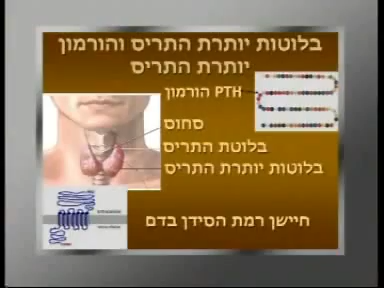 בלוטות יותרת התריס והורמון
יותרת התריס
הורמון PTH
סחוס
בלוטת התריס
בלוטות יותרת התריס
חיישן רמת הסידן בדם